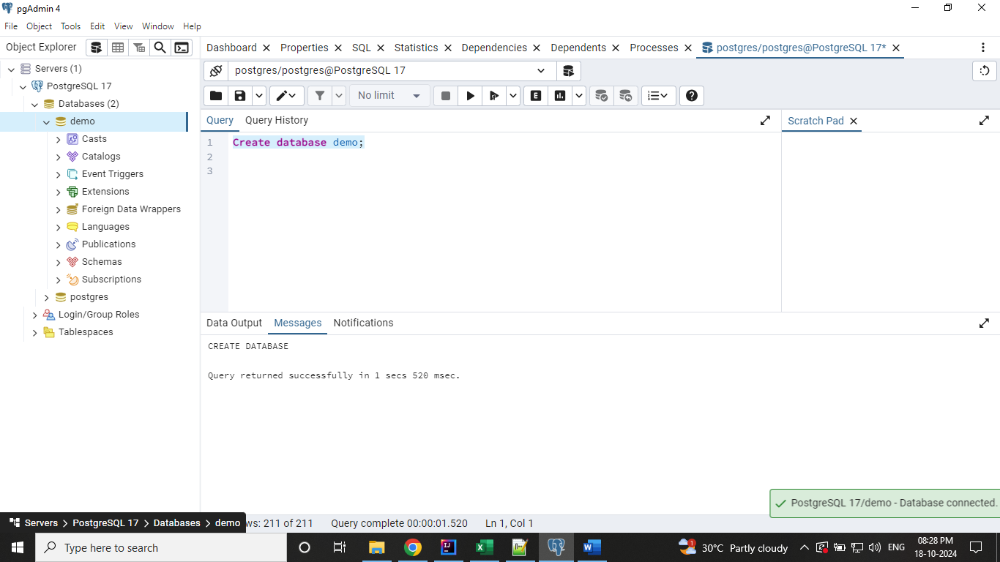 pgAdmin 4
File Object Tools Edit View Window Help
Object Explorer
Dashboard Properties SQL Statistics Dependencies Dependents Processes postgres/postgres@PostgreSQL 17*
Servers (1)
PostgreSQL 17
Databases (2)
demo
Casts
Catalogs
Event Triggers
Extensions
Foreign Data Wrappers
Languages
Publications
Schemas
Subscriptions
postgres
Login/Group Roles
Tablespaces
postgres/postgres@PostgreSQL 17
No limit
E
Query Query History
Scratch Pad
1 Create database demo;
2
3
Data Output Messages Notifications
CREATE DATABASE
Query returned successfully in 1 secs 520 msec.
PostgreSQL 17/demo - Database connected.
Servers > PostgreSQL 17 > Databases > demo
ws: 211 of 211 Query complete 00:00:01.520 Ln 1, Col 1
Type here to search
1
30°C Partly cloudy
ENG
08:28 PM
18-10-2024